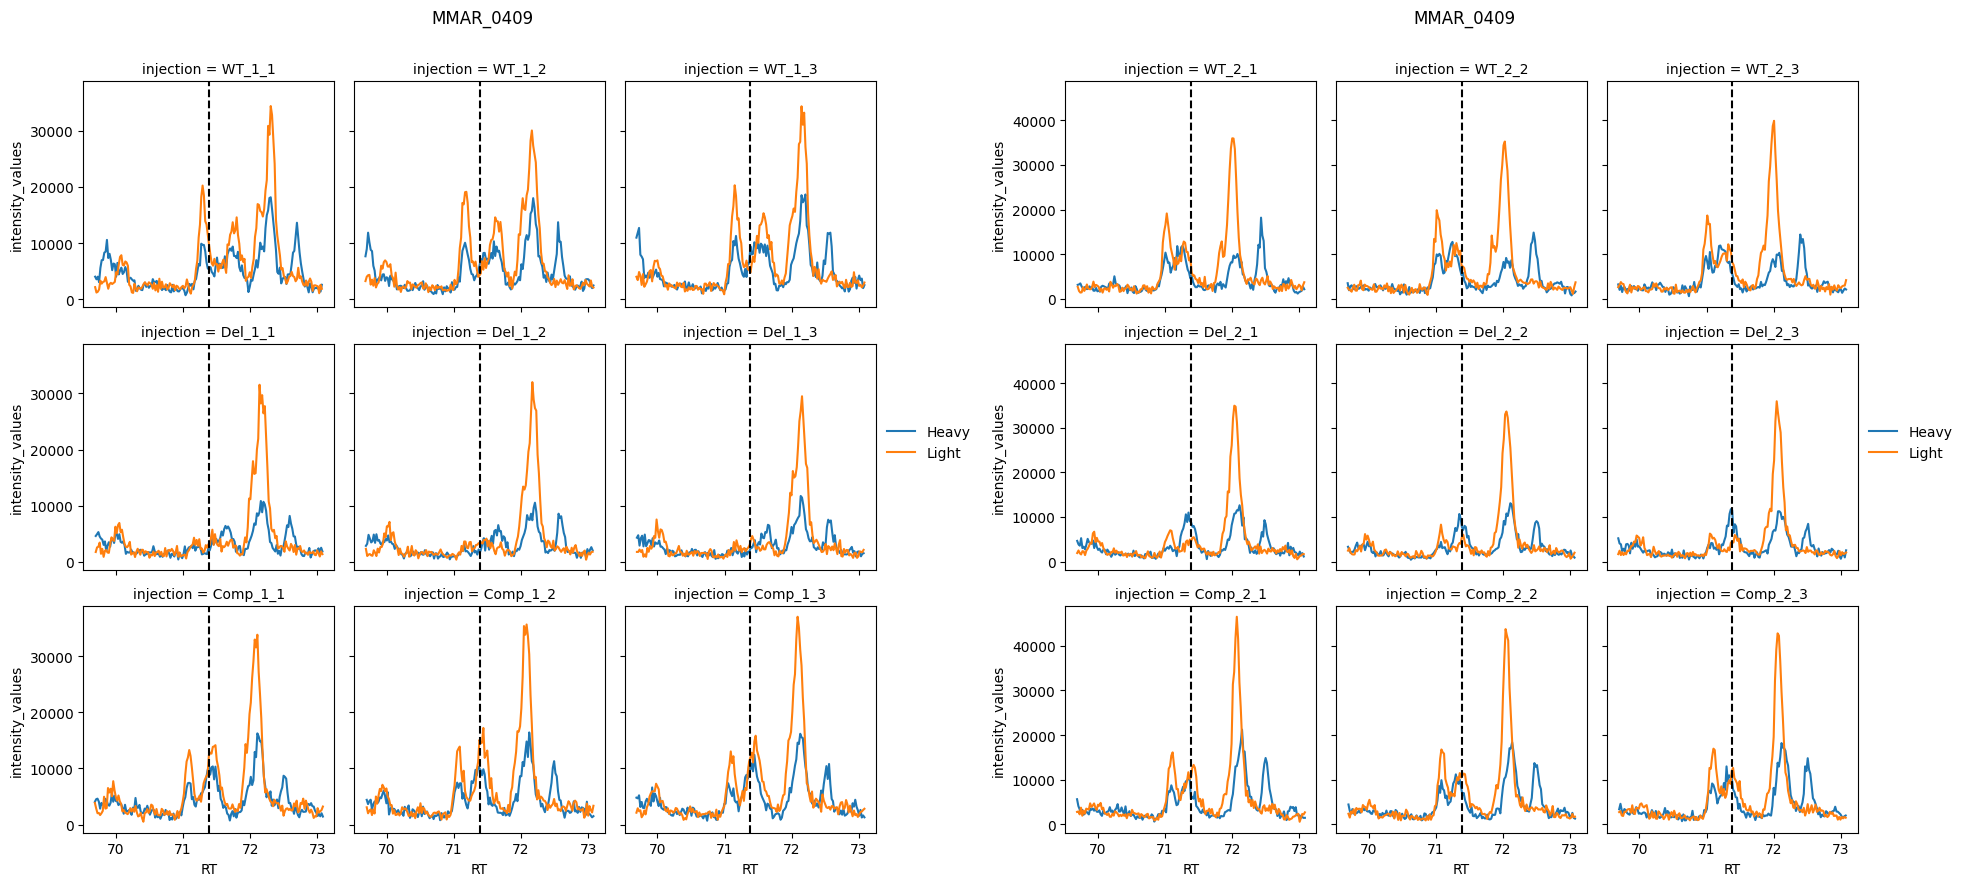 MMAR_0409
MMAR_0409
injection = WT_1_1
injection = WT_1_2
injection = WT_1_3
injection = WT_2_1
injection = WT_2_2
injection = WT_2_3
30000
20000
10000
0
intensity_values
40000
30000
20000
10000
0
intensity_values
injection = Del_1_1
injection = Del_1_2
injection = Del_1_3
injection = Del_2_1
injection = Del_2_2
injection = Del_2_3
30000
20000
10000
0
intensity_values
Heavy
Light
40000
30000
20000
10000
0
intensity_values
Heavy
Light
injection = Comp_1_1
injection = Comp_1_2
injection = Comp_1_3
injection = Comp_2_1
injection = Comp_2_2
injection = Comp_2_3
30000
20000
10000
0
intensity_values
40000
30000
20000
10000
0
intensity_values
70 71 72 73
70 71 72 73
70 71 72 73
70 71 72 73
70 71 72 73
70 71 72 73
RT
RT
RT
RT
RT
RT